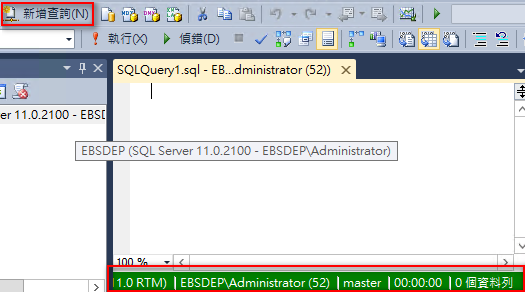 新增查詢(N)
執行(X) 偵錯(D)
SQLQuery1.sql - EB...dministrator (52))
er 11.0.2100 - EBSD
EBSDEP (SQL Server 11.0.2100 - EBSDEP\Administrator)
100 %
1.0 RTM) EBSDEP\Administrator (52) master 00:00:00 0 個資料列